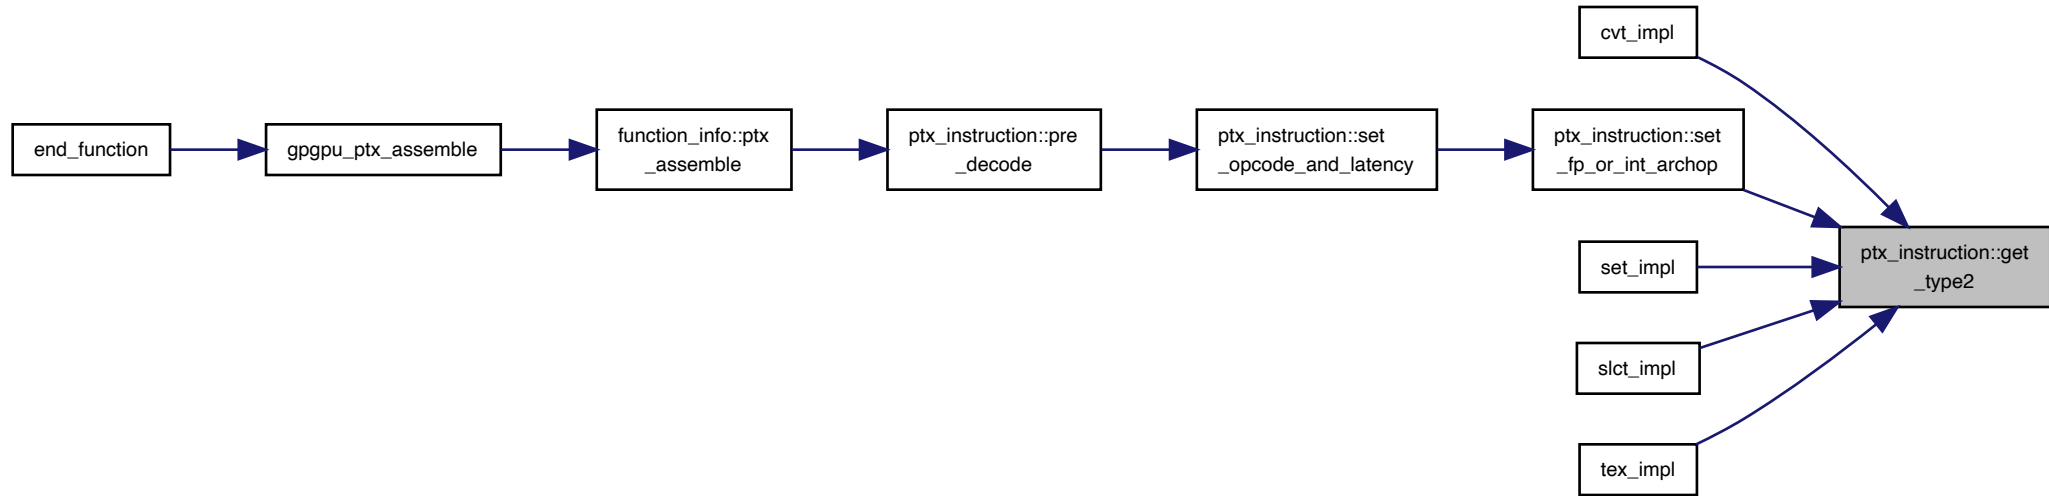 cvt_impl
end_function
gpgpu_ptx_assemble
function_info::ptx
_assemble
ptx_instruction::pre
_decode
ptx_instruction::set
_opcode_and_latency
ptx_instruction::set
_fp_or_int_archop
set_impl
ptx_instruction::get
_type2
slct_impl
tex_impl